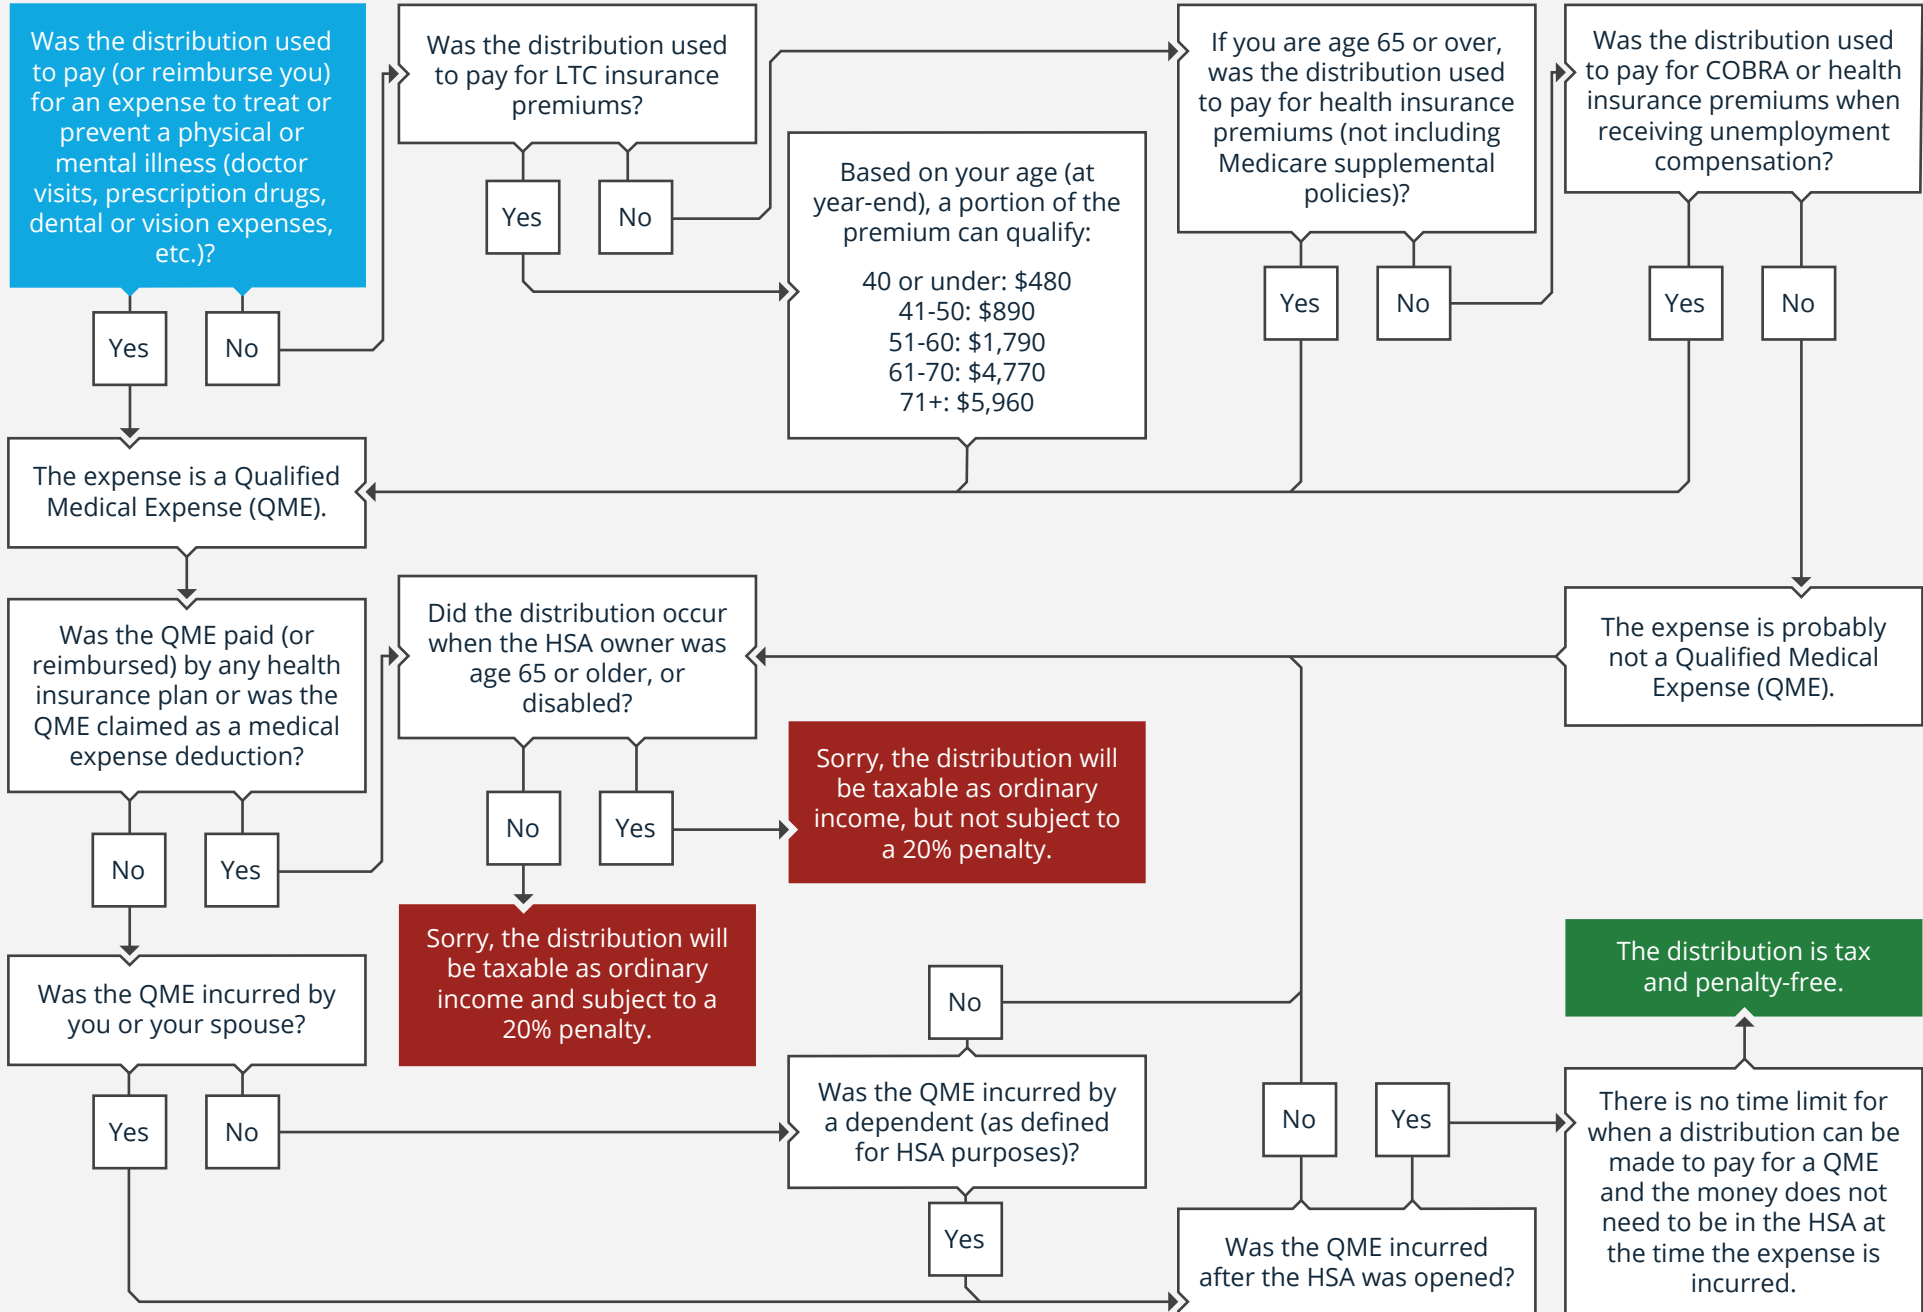 Was the distribution used
to pay (or reimburse you)
for an expense to treat or
prevent a physical or
mental illness (doctor
visits, prescription drugs,
dental or vision expenses,
etc.)?
Yes
No
Was the distribution used
to pay for LTC insurance
premiums?
Yes
No
Based on your age (at
year-end), a portion of the
premium can qualify:
40 or under: $480
41-50: $890
51-60: $1,790
61-70: $4,770
71+: $5,960
If you are age 65 or over,
was the distribution used
to pay for health insurance
premiums (not including
Medicare supplemental
policies)?
Yes
No
Was the distribution used
to pay for COBRA or health
insurance premiums when
receiving unemployment
compensation?
Yes
No
The expense is a Qualified
Medical Expense (QME).
Was the QME paid (or
reimbursed) by any health
insurance plan or was the
QME claimed as a medical
expense deduction?
No
Yes
Did the distribution occur
when the HSA owner was
age 65 or older, or
disabled?
No
Yes
Sorry, the distribution will
be taxable as ordinary
income, but not subject to
a 20% penalty.
Sorry, the distribution will
be taxable as ordinary
income and subject to a
20% penalty.
The expense is probably
not a Qualified Medical
Expense (QME).
Was the QME incurred by
you or your spouse?
Yes
No
No
Was the QME incurred by
a dependent (as defined
for HSA purposes)?
Yes
No
Yes
Was the QME incurred
after the HSA was opened?
The distribution is tax
and penalty-free.
There is no time limit for
when a distribution can be
made to pay for a QME
and the money does not
need to be in the HSA at
the time the expense is
incurred.